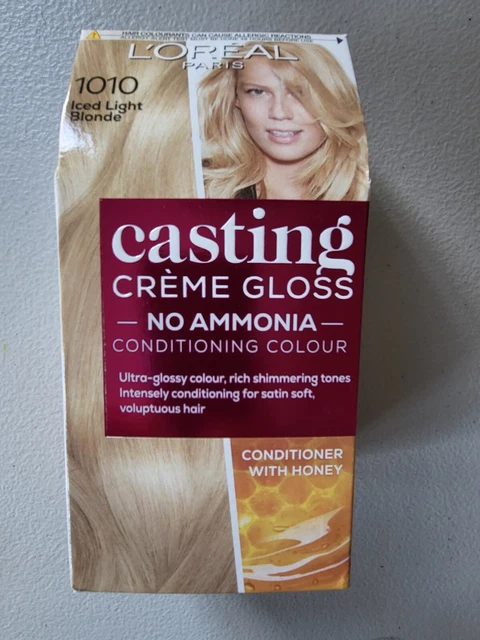 HAIR COLOURANTS CAN CAUSE ALLERGIC REACTIONS
L'ORÉAL
PARIS
1010
Iced Light
Blonde
casting
CRÈME GLOSS
— NO AMMONIA —
CONDITIONING COLOUR
Ultra-glossy colour, rich shimmering tones
Intensely conditioning for satin soft,
voluptuous hair
CONDITIONER
WITH HONEY